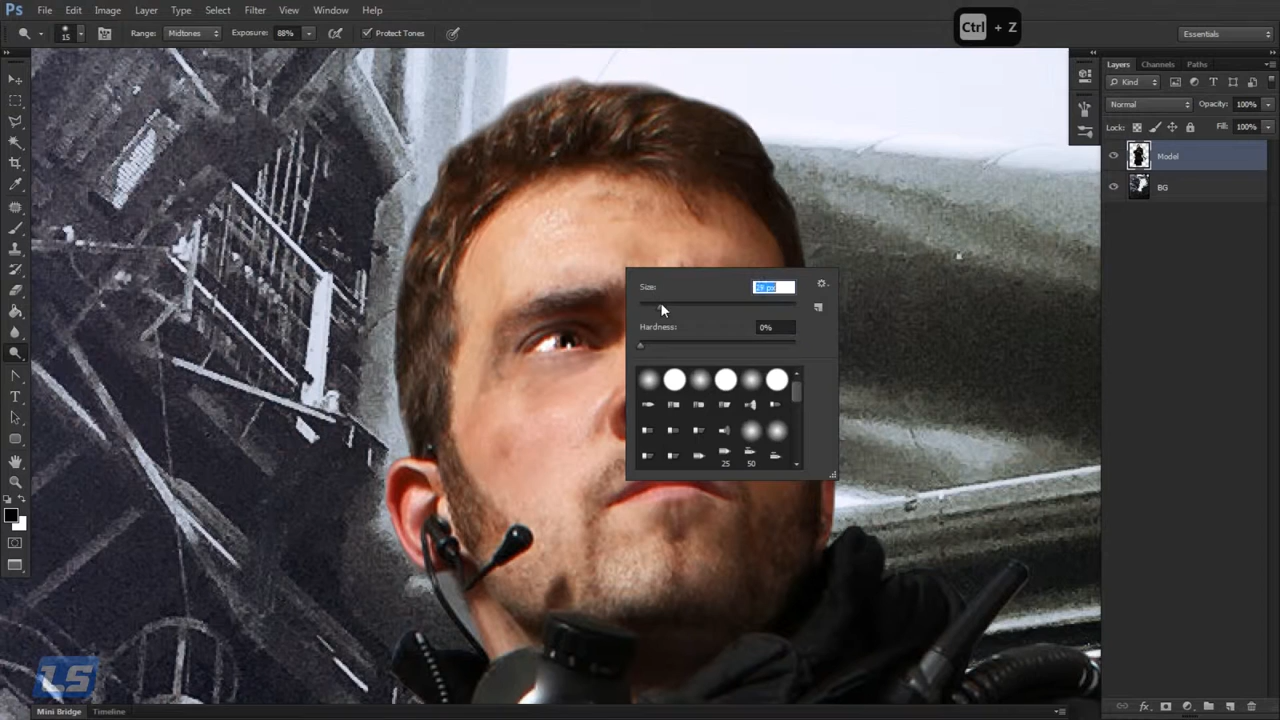 Ps File Edit Image Layer Type Select Filter View Window Help
Ctrl + Z
15 Range: Midtones Exposure: 88% Protect Tones Essentials
Layers Channels Paths
Kind
Normal Opacity: 100%
Lock: Fill: 100%
Model
BG
Size:
Hardness: 0%
25 50
LS
Mini Bridge Timeline